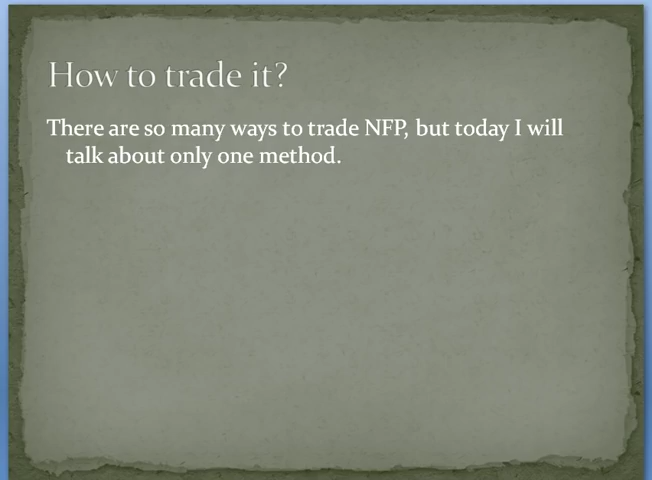 How to trade it?
There are so many ways to trade NFP, but today I will
talk about only one method.